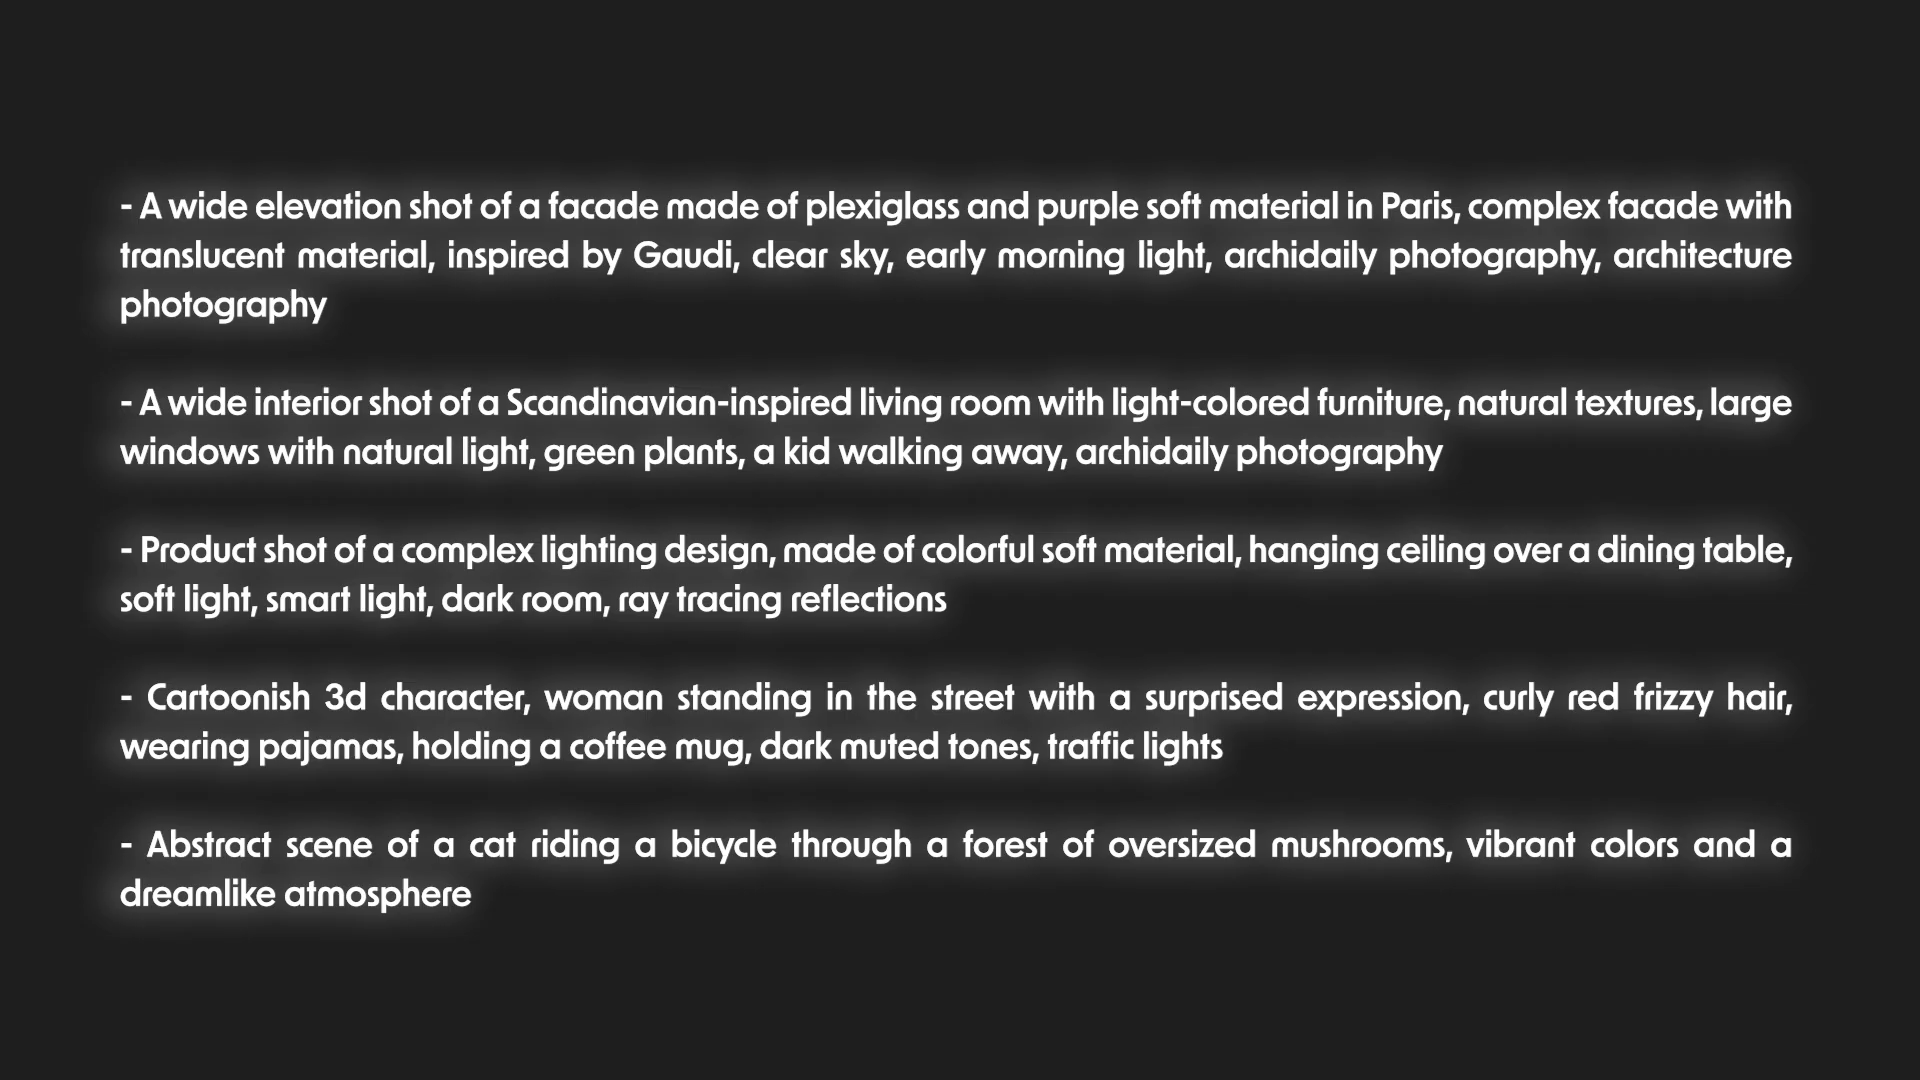 - A wide elevation shot of a facade made of plexiglass and purple soft material in Paris, complex facade with
translucent material, inspired by Gaudi, clear sky, early morning light, archidaily photography, architecture
photography
- A wide interior shot of a Scandinavian-inspired living room with light-colored furniture, natural textures, large
windows with natural light, green plants, a kid walking away, archidaily photography
- Product shot of a complex lighting design, made of colorful soft material, hanging ceiling over a dining table,
soft light, smart light, dark room, ray tracing reflections
- Cartoonish 3d character, woman standing in the street with a surprised expression, curly red frizzy hair,
wearing pajamas, holding a coffee mug, dark muted tones, traffic lights
- Abstract scene of a cat riding a bicycle through a forest of oversized mushrooms, vibrant colors and a
dreamlike atmosphere